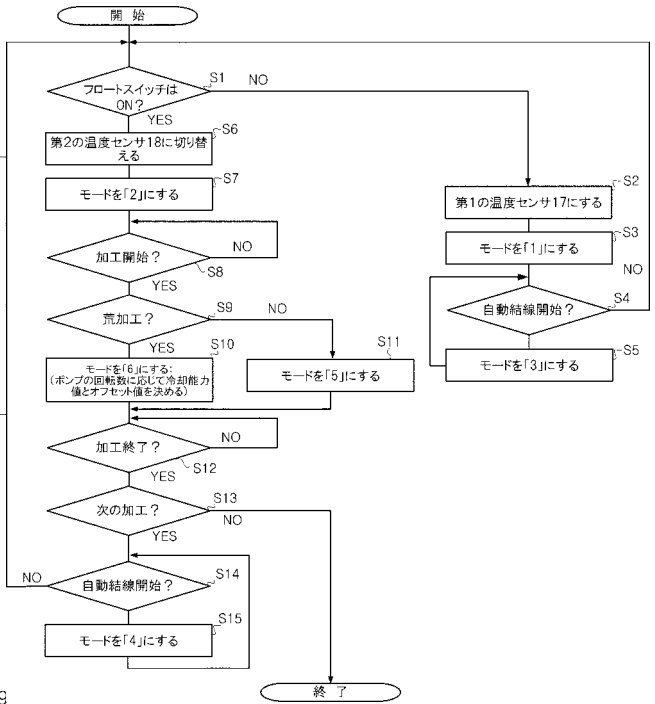 開 始
フロートスイッチは
ON?
S1
NO
YES
S6
第2の温度センサ18に切り替
える
S7
モードを「2」にする
加工開始?
NO
S8
YES
荒加工?
S9
NO
YES
S10
モードを「6」にする:
(ポンプの回転数に応じて冷却能力
値とオフセット値を決める)
S11
モードを「5」にする
加工終了?
NO
S12
YES
次の加工?
S13
NO
YES
自動結線開始?
S14
NO
S15
モードを「4」にする
終 了
S2
第1の温度センサ17にする
S3
モードを「1」にする
NO
自動結線開始?
S4
S5
モードを「3」にする
9